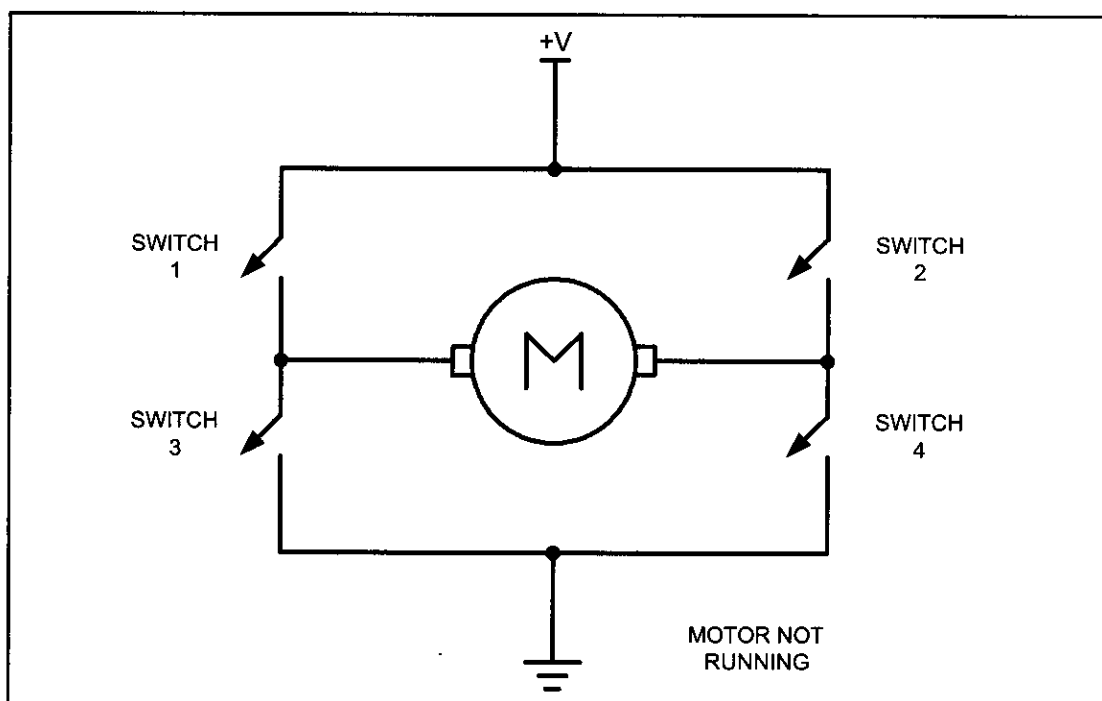 +V
SWITCH
1
SWITCH
2
M
SWITCH
3
SWITCH
4
MOTOR NOT
RUNNING